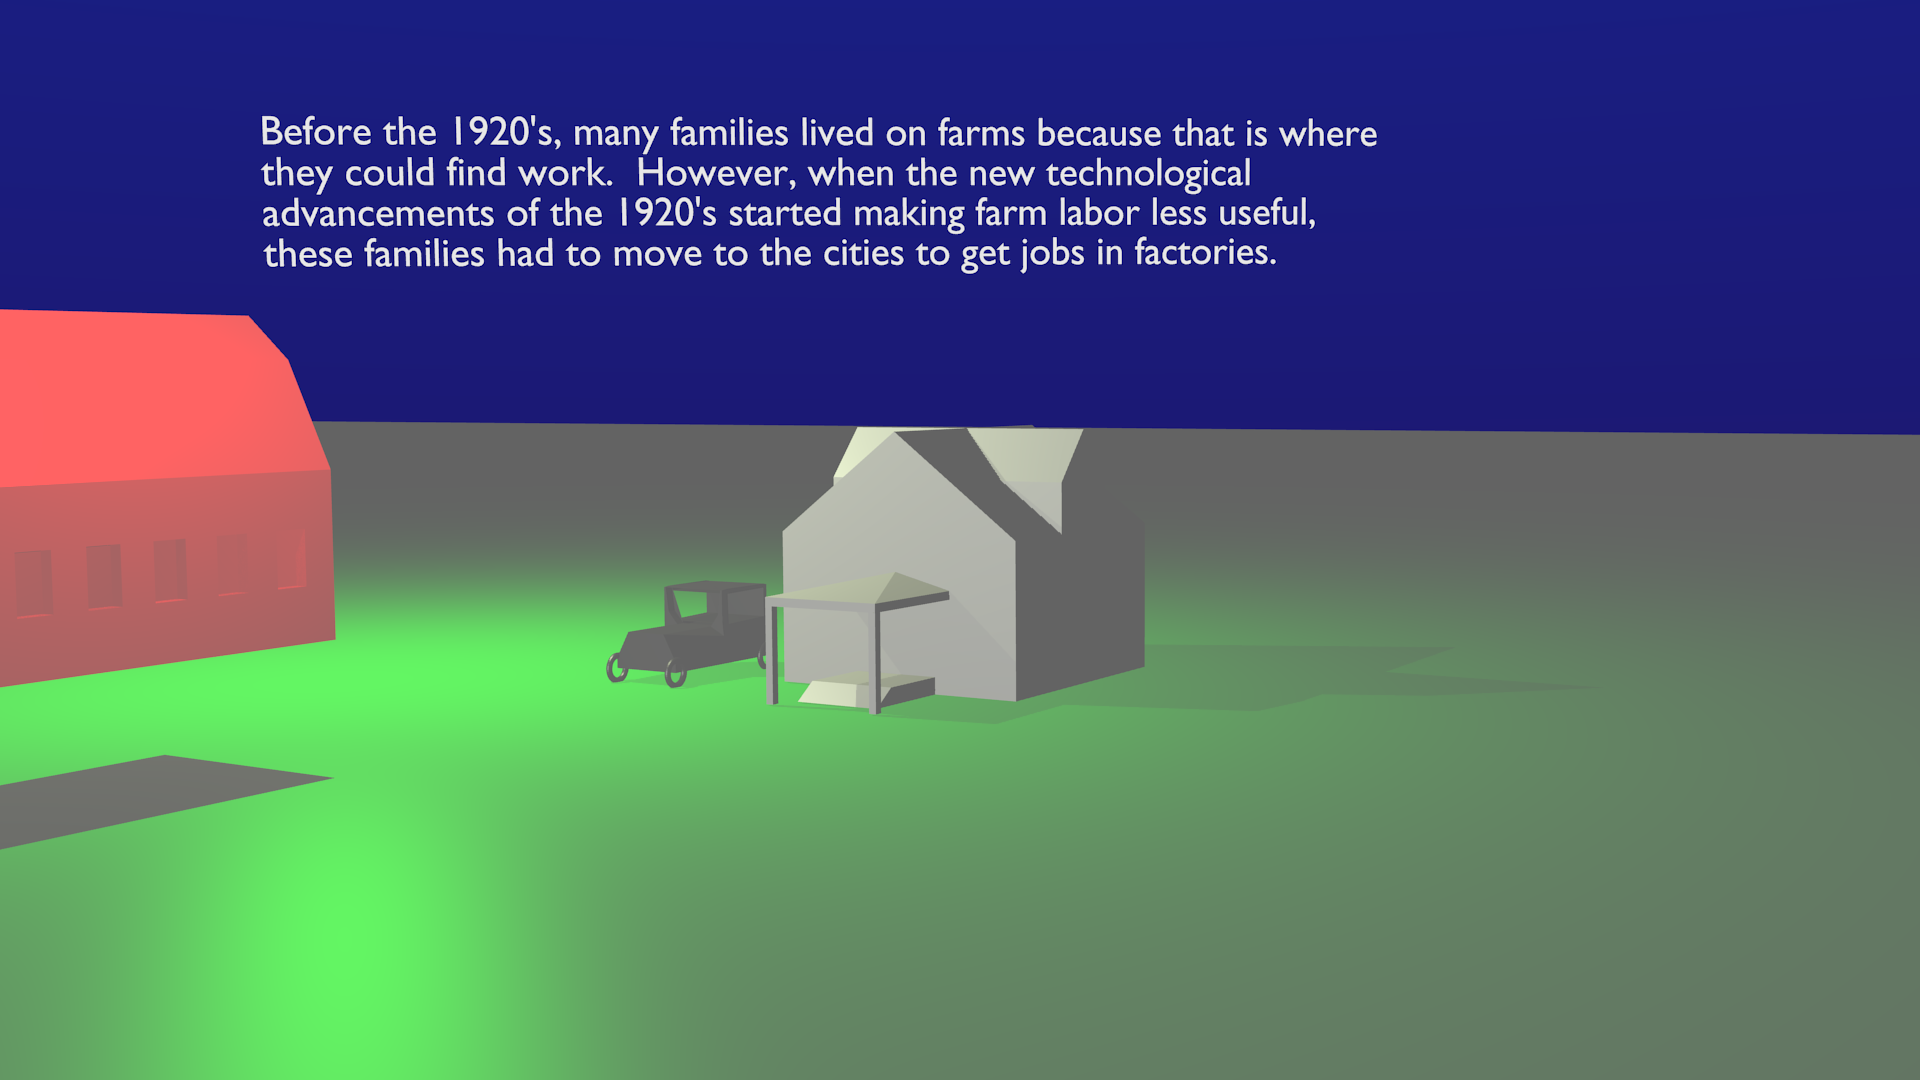 Before the 1920's, many families lived on farms because that is where
they could find work.  However, when the new technological
advancements of the 1920's started making farm labor less useful,
these families had to move to the cities to get jobs in factories.